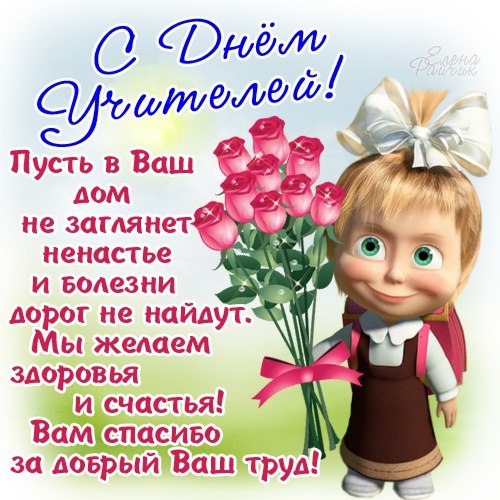 С Днём
Учителей!
Елена
Райчик
Пусть в Ваш
дом
не заглянет
ненастье
и болезни
дорог не найдут.
Мы желаем
здоровья
и счастья!
Вам спасибо
за добрый Ваш труд!